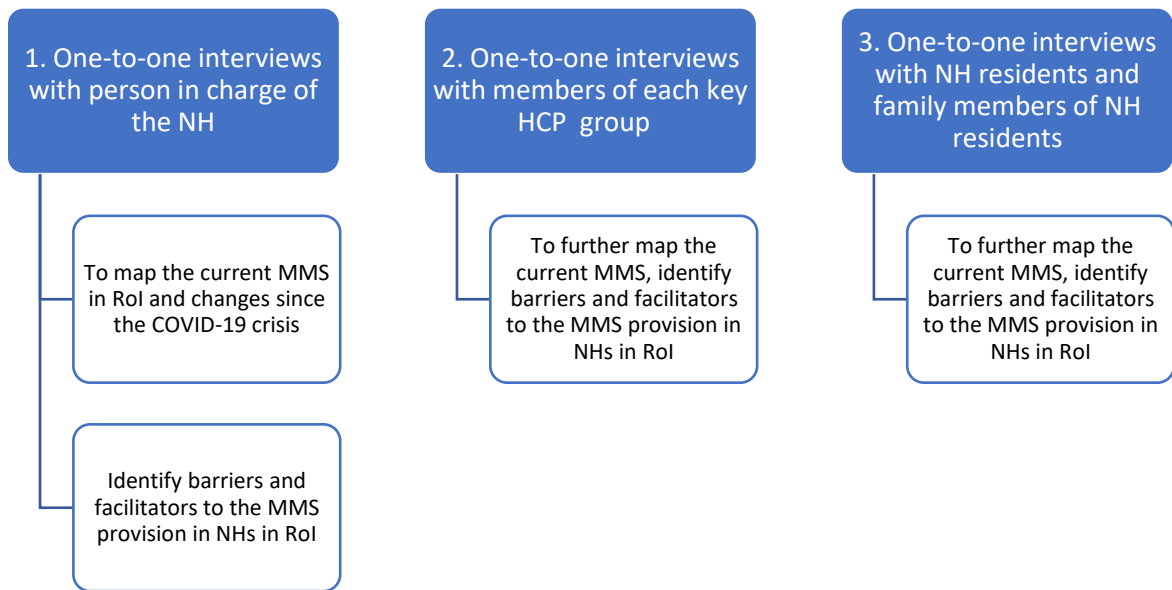 1. One-to-one interviews
with person in charge of
the NH
To map the current MMS
in RoI and changes since
the COVID-19 crisis
Identify barriers and
facilitators to the MMS
provision in NHs in RoI
2. One-to-one interviews
with members of each key
HCP group
To further map the
current MMS, identify
barriers and facilitators
to the MMS provision in
NHs in RoI
3. One-to-one interviews
with NH residents and
family members of NH
residents
To further map the
current MMS, identify
barriers and facilitators
to the MMS provision in
NHs in RoI